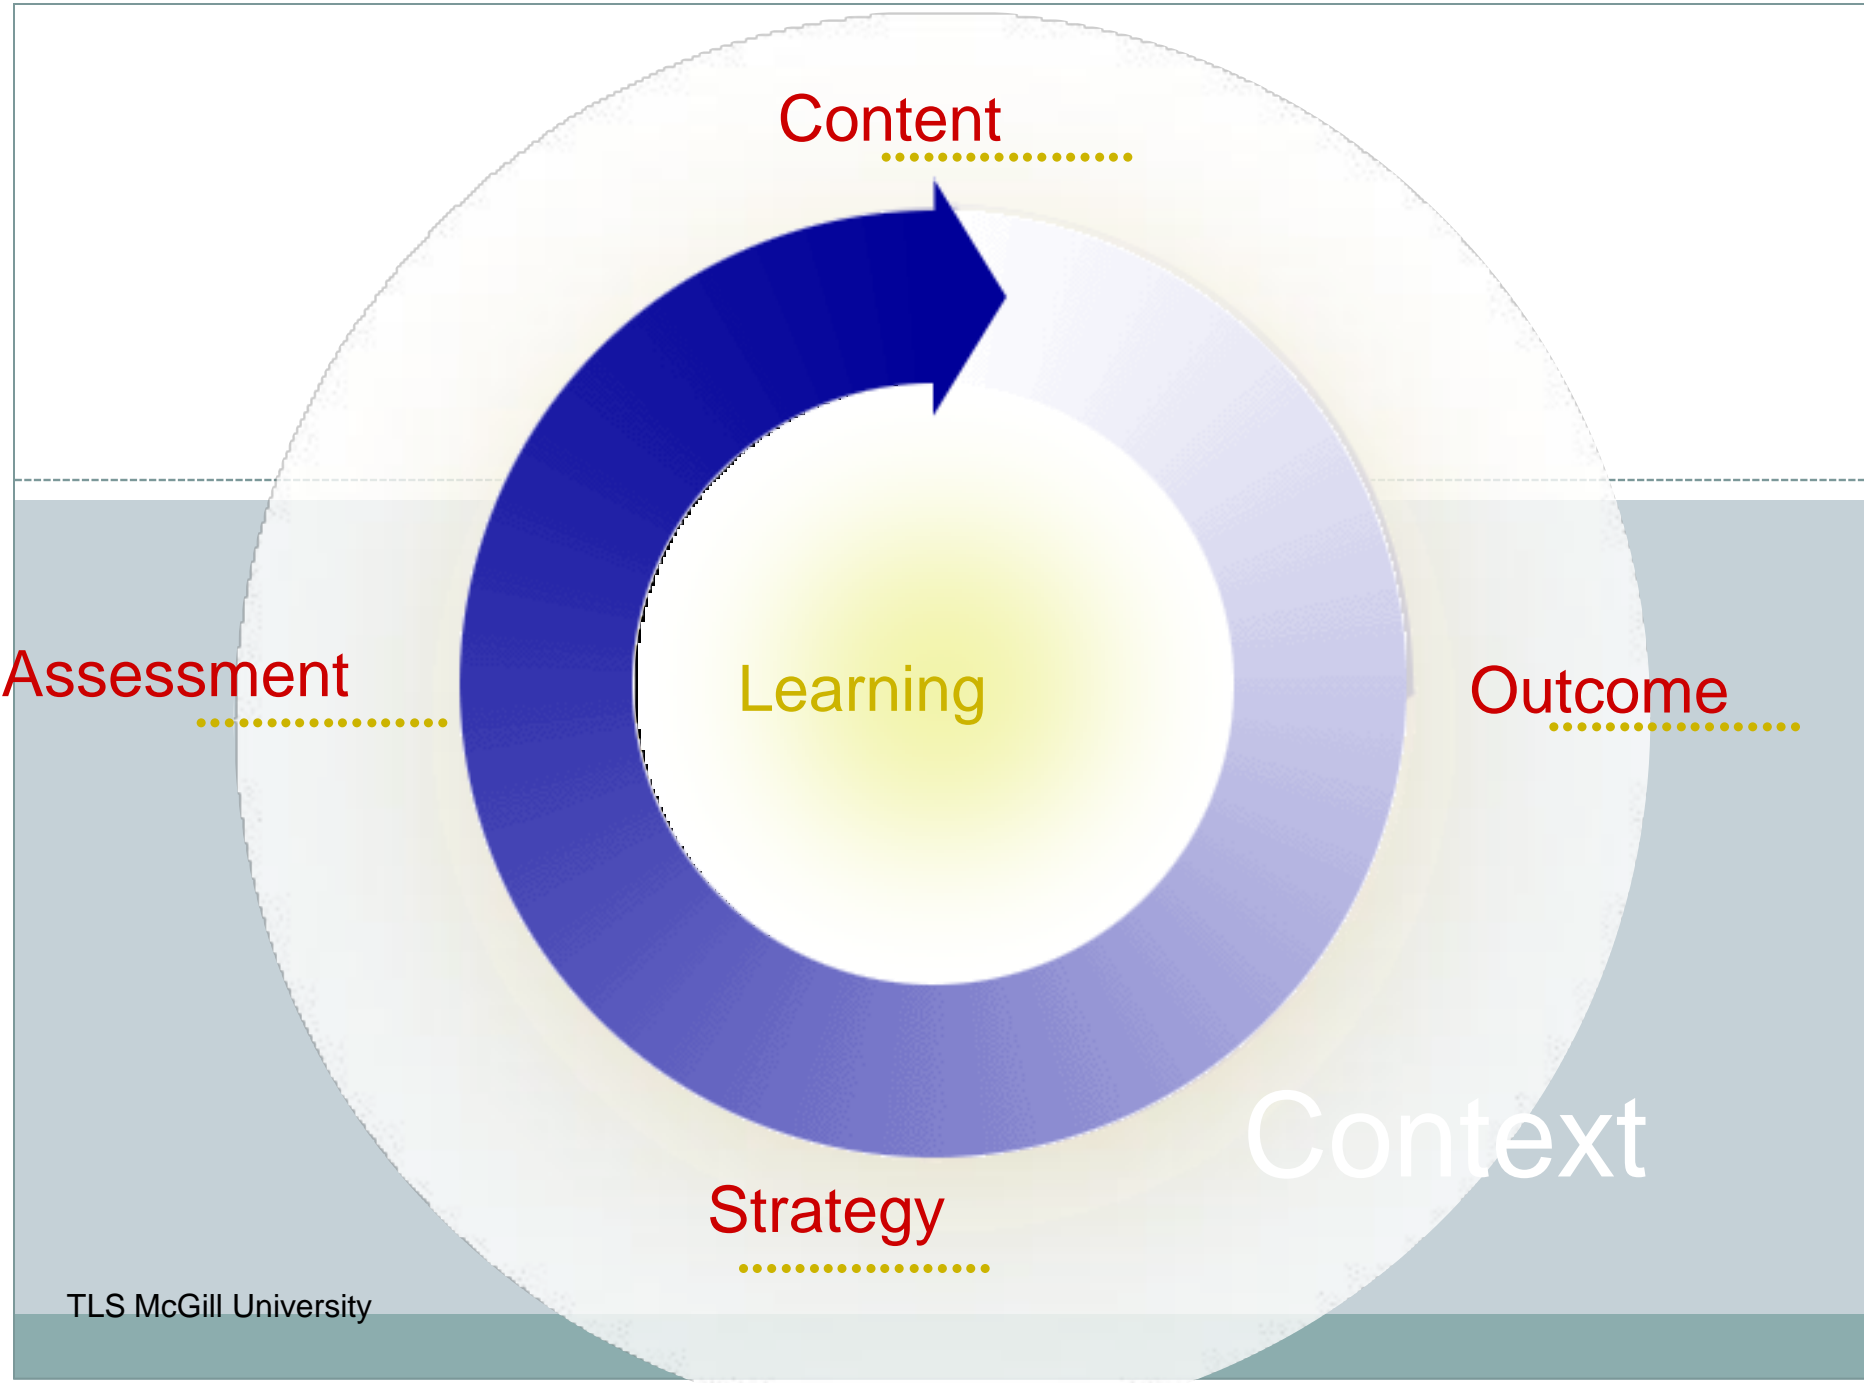 Content
Assessment
Learning
Outcome
Context
Strategy
TLS McGill University